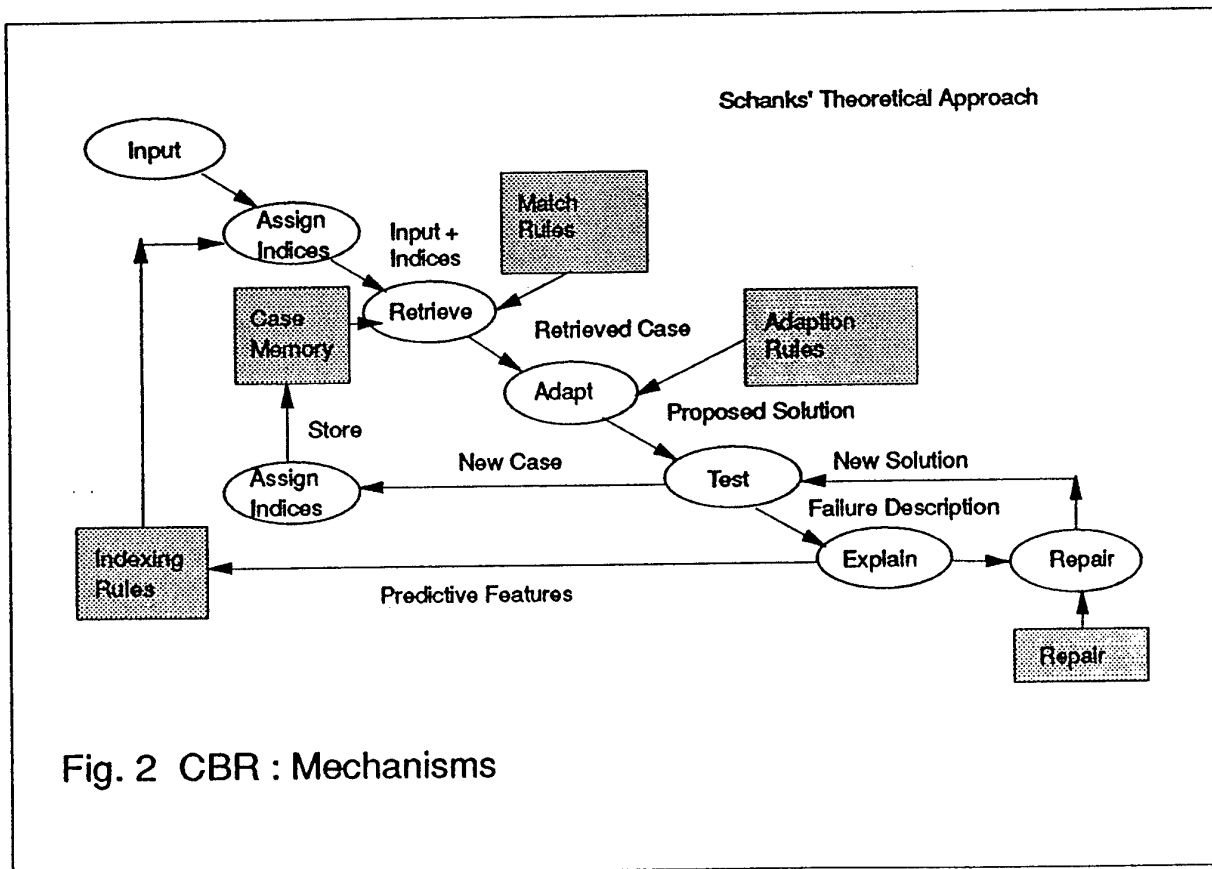 Schanks' Theoretical Approach
Input
Assign
Indices
Input +
Indices
Match
Rules
Retrieve
Case
Memory
Retrieved Case
Adaption
Rules
Adapt
Proposed Solution
Store
New Case
Assign
Indices
Test
New Solution
Failure Description
Indexing
Rules
Explain
Repair
Predictive Features
Repair
Fig. 2 CBR : Mechanisms